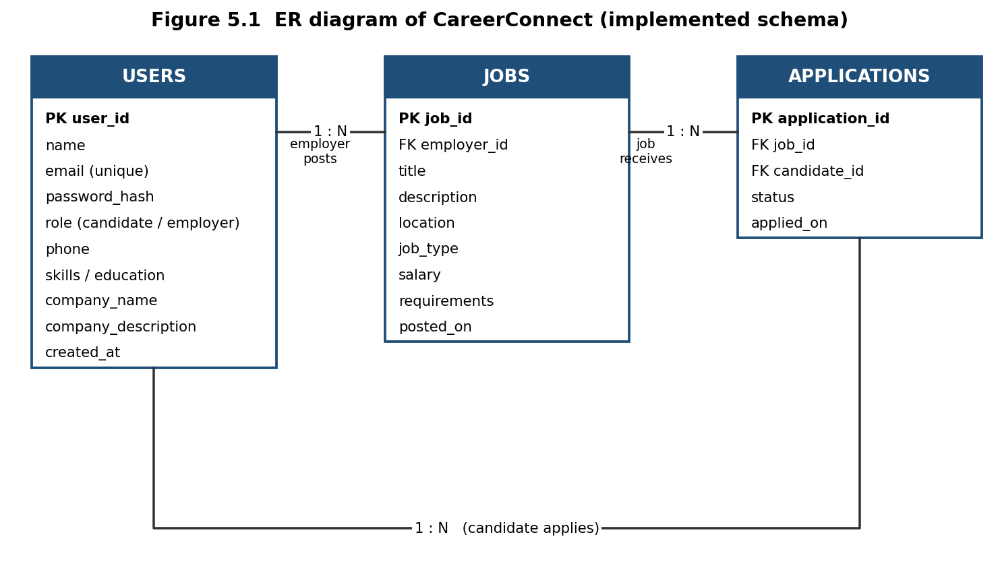 Figure 5.1  ER diagram of CareerConnect (implemented schema)
USERS
PK user_id
name
email (unique)
password_hash
role (candidate / employer)
phone
skills / education
company_name
company_description
created_at
1 : N
employer
posts
JOBS
PK job_id
FK employer_id
title
description
location
job_type
salary
requirements
posted_on
1 : N
job
receives
APPLICATIONS
PK application_id
FK job_id
FK candidate_id
status
applied_on
1 : N   (candidate applies)